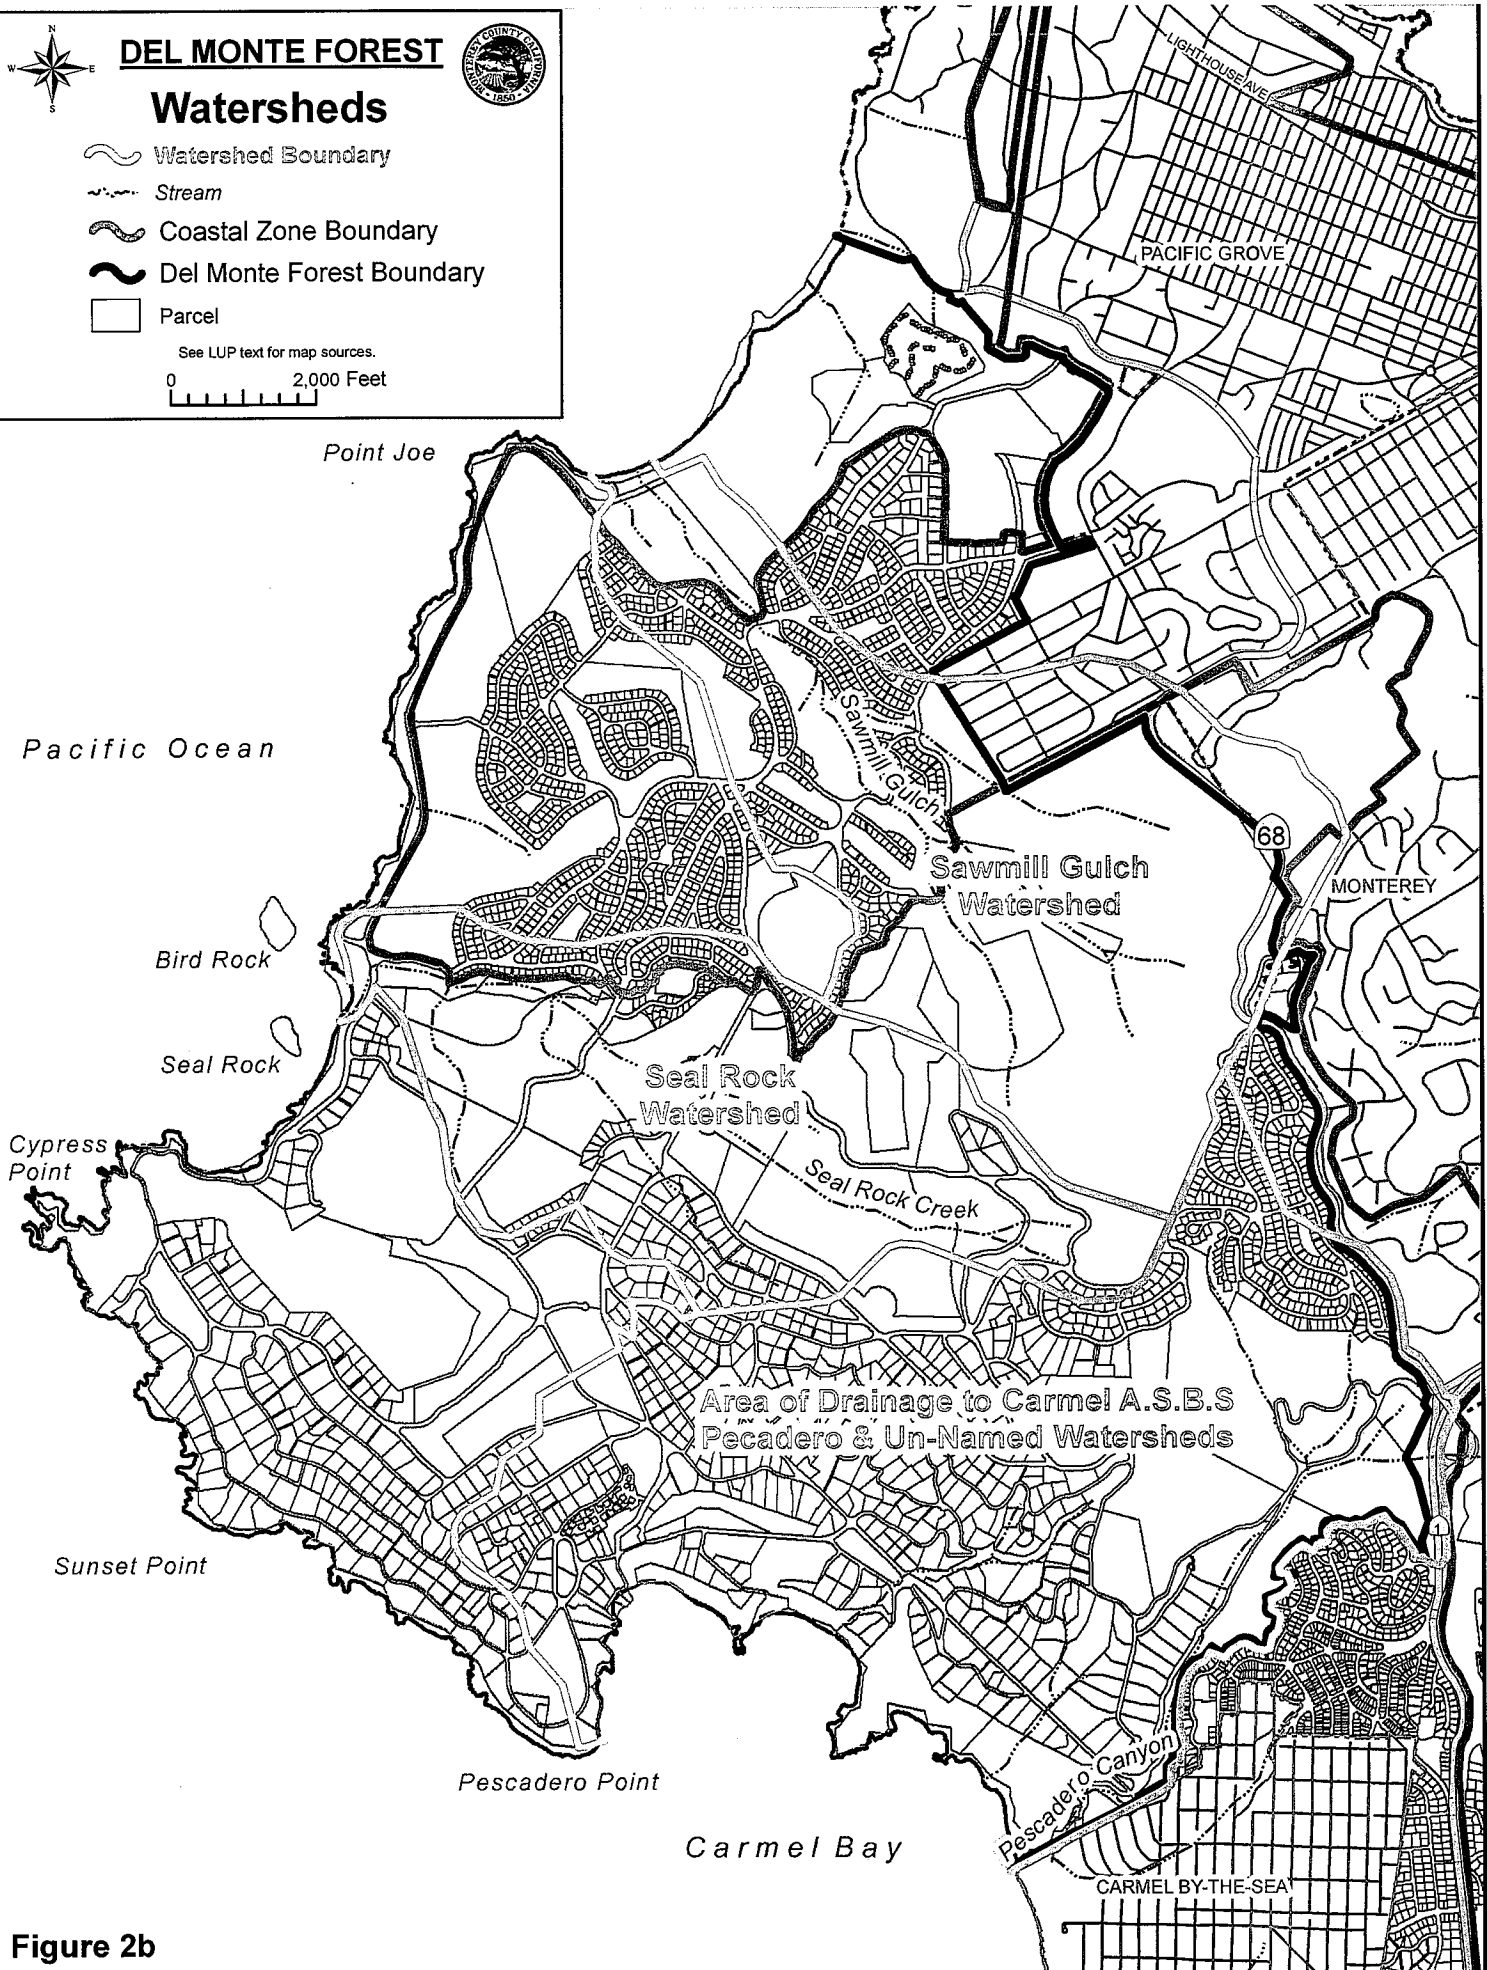 N
W E
S
DEL MONTE FOREST
MONTEREY COUNTY CALIFORNIA
1850
Watersheds
Watershed Boundary
Stream
Coastal Zone Boundary
Del Monte Forest Boundary
Parcel
See LUP text for map sources.
0 2,000 Feet
LIGHTHOUSE AVE
PACIFIC GROVE
Point Joe
Pacific Ocean
Sawmill Gulch
68
MONTEREY
Sawmill Gulch
Watershed
Bird Rock
Seal Rock
Seal Rock
Watershed
Cypress
Point
Seal Rock Creek
Area of Drainage to Carmel A.S.B.S
Pecadero & Un-Named Watersheds
1
Sunset Point
Pescadero Point
Pescadero Canyon
Carmel Bay
CARMEL BY-THE-SEA
Figure 2b